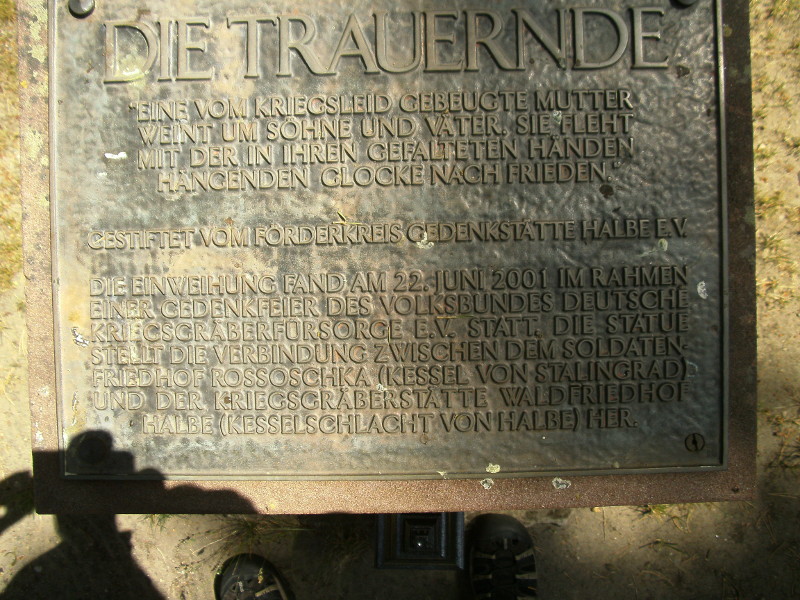 DIE TRAUERNDE
"EINE VOM KRIEGSLEID GEBEUGTE MUTTER
WEINT UM SÖHNE UND VÄTER. SIE FLEHT
MIT DER IN IHREN GEFALTETEN HÄNDEN
HÄNGENDEN GLOCKE NACH FRIEDEN."
GESTIFTET VOM FÖRDERKREIS GEDENKSTÄTTE HALBE E.V.
DIE EINWEIHUNG FAND AM 22. JUNI 2001 IM RAHMEN
EINER GEDENKFEIER DES VOLKSBUNDES DEUTSCHE
KRIEGSGRÄBERFÜRSORGE E.V. STATT. DIE STATUE
STELLT DIE VERBINDUNG ZWISCHEN DEM SOLDATEN-
FRIEDHOF ROSSOSCHKA (KESSEL VON STALINGRAD)
UND DER KRIEGSGRÄBERSTÄTTE WALDFRIEDHOF
HALBE (KESSELSCHLACHT VON HALBE) HER.